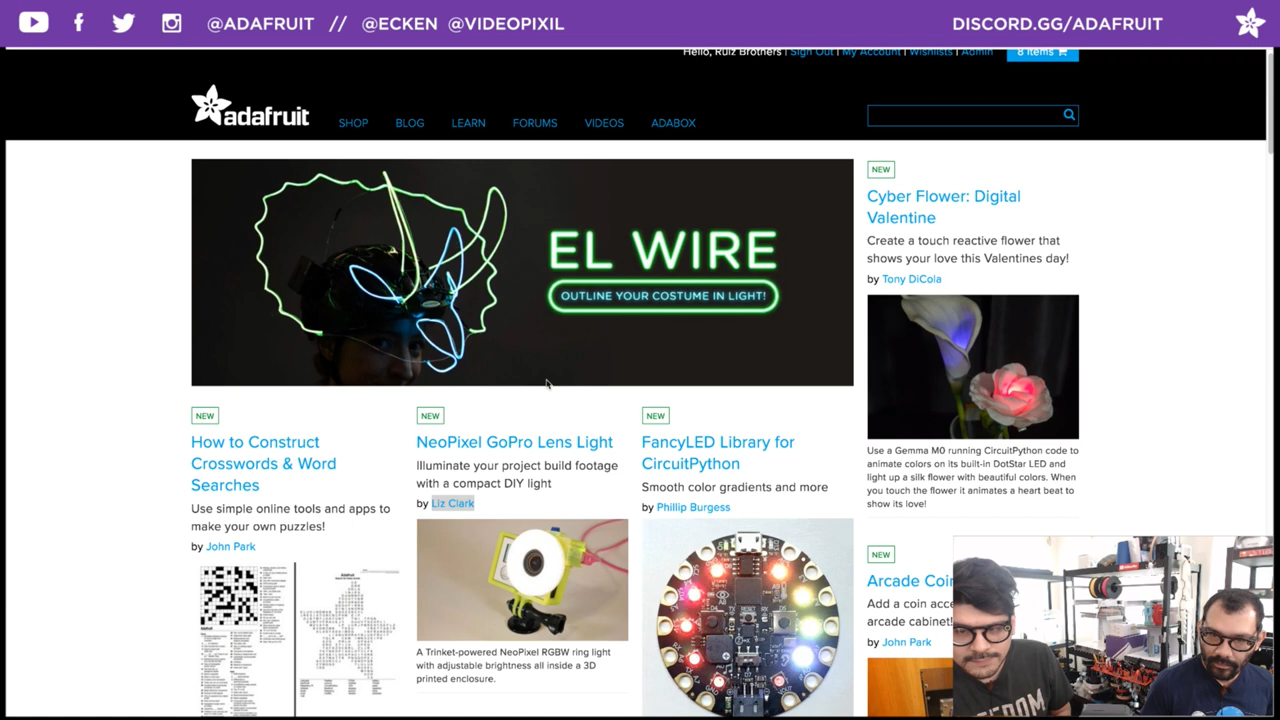 @ADAFRUIT // @ECKEN @VIDEOPIXIL
DISCORD.GG/ADAFRUIT
Hello, Ruiz Brothers | Sign Out | My Account | Wishlists | Admin
8 Items
adafruit
SHOP BLOG LEARN FORUMS VIDEOS ADABOX
EL WIRE
OUTLINE YOUR COSTUME IN LIGHT!
NEW
How to Construct
Crosswords & Word
Searches
Use simple online tools and apps to
make your own puzzles!
by John Park
NEW
NeoPixel GoPro Lens Light
Illuminate your project build footage
with a compact DIY light
by Liz Clark
A Trinket-powered NeoPixel RGBW ring light
with adjustable brightness all inside a 3D
printed enclosure.
NEW
FancyLED Library for
CircuitPython
Smooth color gradients and more
by Phillip Burgess
NEW
Cyber Flower: Digital
Valentine
Create a touch reactive flower that
shows your love this Valentines day!
by Tony DiCola
Use a Gemma M0 running CircuitPython code to
animate colors on its built-in DotStar LED and
light up a silk flower with beautiful colors. When
you touch the flower it animates a heart beat to
show its love!
NEW
Arcade Coi
Add a coin acce
arcade cabinet!
by John Park